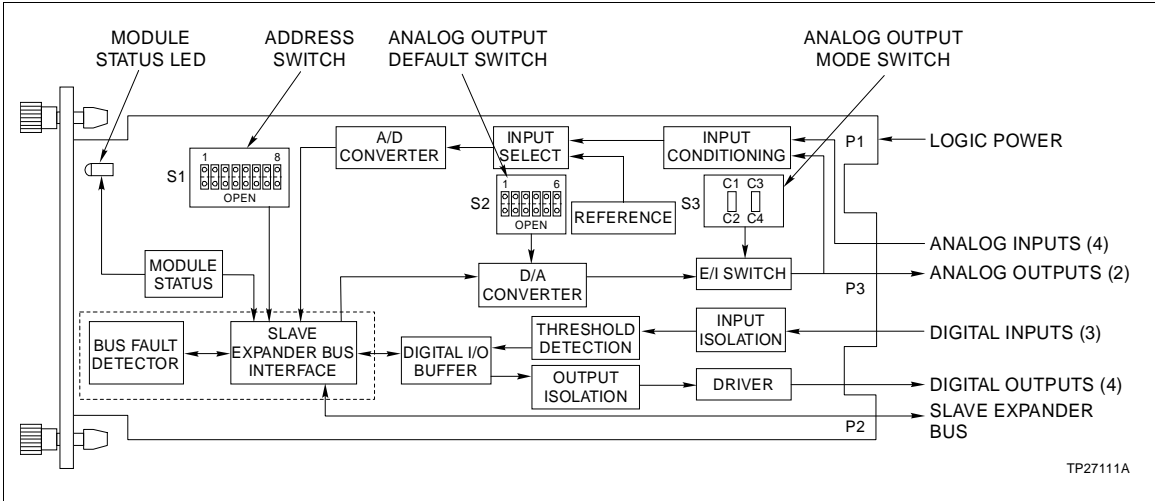 MODULE
STATUS LED
ADDRESS
SWITCH
ANALOG OUTPUT
DEFAULT SWITCH
ANALOG OUTPUT
MODE SWITCH
A/D
CONVERTER
INPUT
SELECT
INPUT
CONDITIONING
P1
LOGIC POWER
S1
1 8
OPEN
S2
1 6
OPEN
REFERENCE
S3
C1 C3
C2 C4
ANALOG INPUTS (4)
MODULE
STATUS
D/A
CONVERTER
E/I SWITCH
ANALOG OUTPUTS (2)
P3
BUS FAULT
DETECTOR
SLAVE
EXPANDER BUS
INTERFACE
DIGITAL I/O
BUFFER
THRESHOLD
DETECTION
INPUT
ISOLATION
DIGITAL INPUTS (3)
OUTPUT
ISOLATION
DRIVER
DIGITAL OUTPUTS (4)
P2
SLAVE EXPANDER
BUS
TP27111A